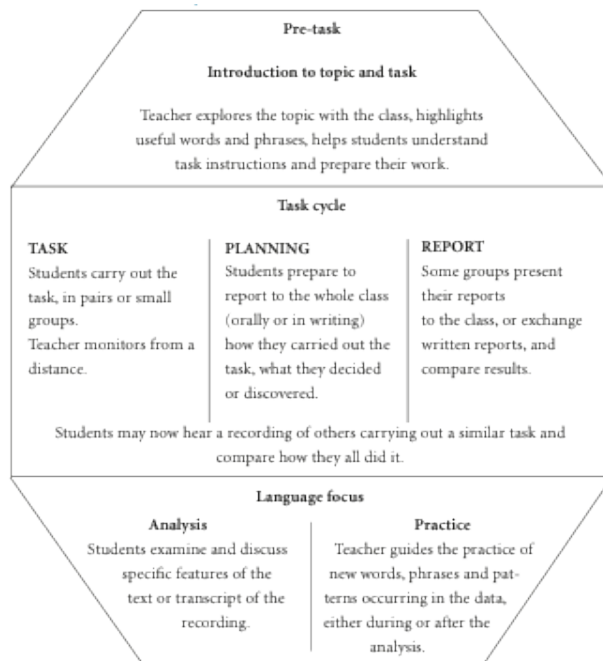 Pre-task
Introduction to topic and task
Teacher explores the topic with the class, highlights
useful words and phrases, helps students understand
task instructions and prepare their work.
Task cycle
TASK
Students carry out the
task, in pairs or small
groups.
Teacher monitors from a
distance.
PLANNING
Students prepare to
report to the whole class
(orally or in writing)
how they carried out the
task, what they decided
or discovered.
REPORT
Some groups present
their reports
to the class, or exchange
written reports, and
compare results.
Students may now hear a recording of others carrying out a similar task and
compare how they all did it.
Language focus
Analysis
Students examine and discuss
specific features of the
text or transcript of the
recording.
Practice
Teacher guides the practice of
new words, phrases and pat-
terns occurring in the data,
either during or after the
analysis.